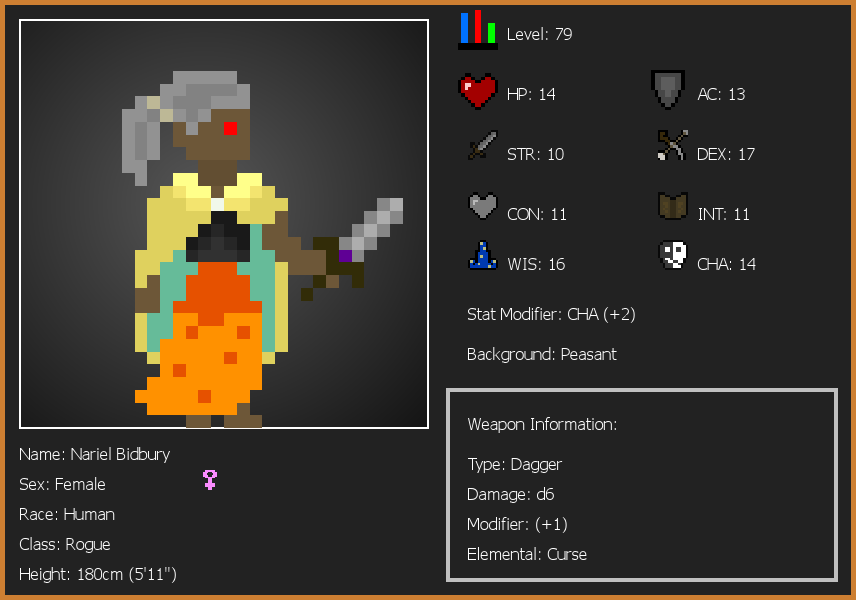 Level: 79
HP: 14
AC: 13
STR: 10
DEX: 17
CON: 11
INT: 11
WIS: 16
CHA: 14
Stat Modifier: CHA (+2)
Background: Peasant
Weapon Information:
Type: Dagger
Damage: d6
Modifier: (+1)
Elemental: Curse
Name: Nariel Bidbury
Sex: Female
Race: Human
Class: Rogue
Height: 180cm (5'11")